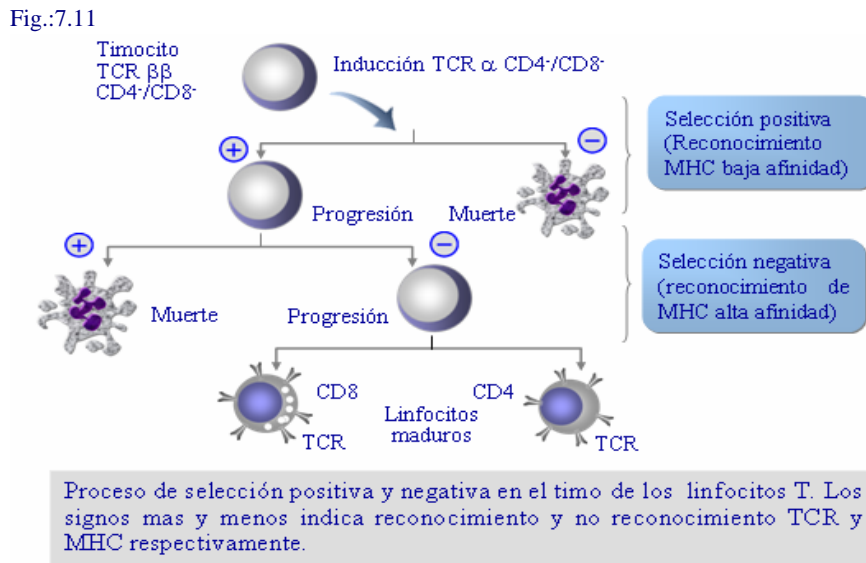 Fig.:7.11
Timocito
TCR ββ
CD4-/CD8-
Inducción TCR α CD4-/CD8-
Selección positiva
(Reconocimiento
MHC baja afinidad)
+
−
Progresión
Muerte
+
−
Selección negativa
(reconocimiento de
MHC alta afinidad)
Muerte
Progresión
CD8
CD4
Linfocitos
maduros
TCR
TCR
Proceso de selección positiva y negativa en el timo de los linfocitos T. Los
signos mas y menos indica reconocimiento y no reconocimiento TCR y
MHC respectivamente.